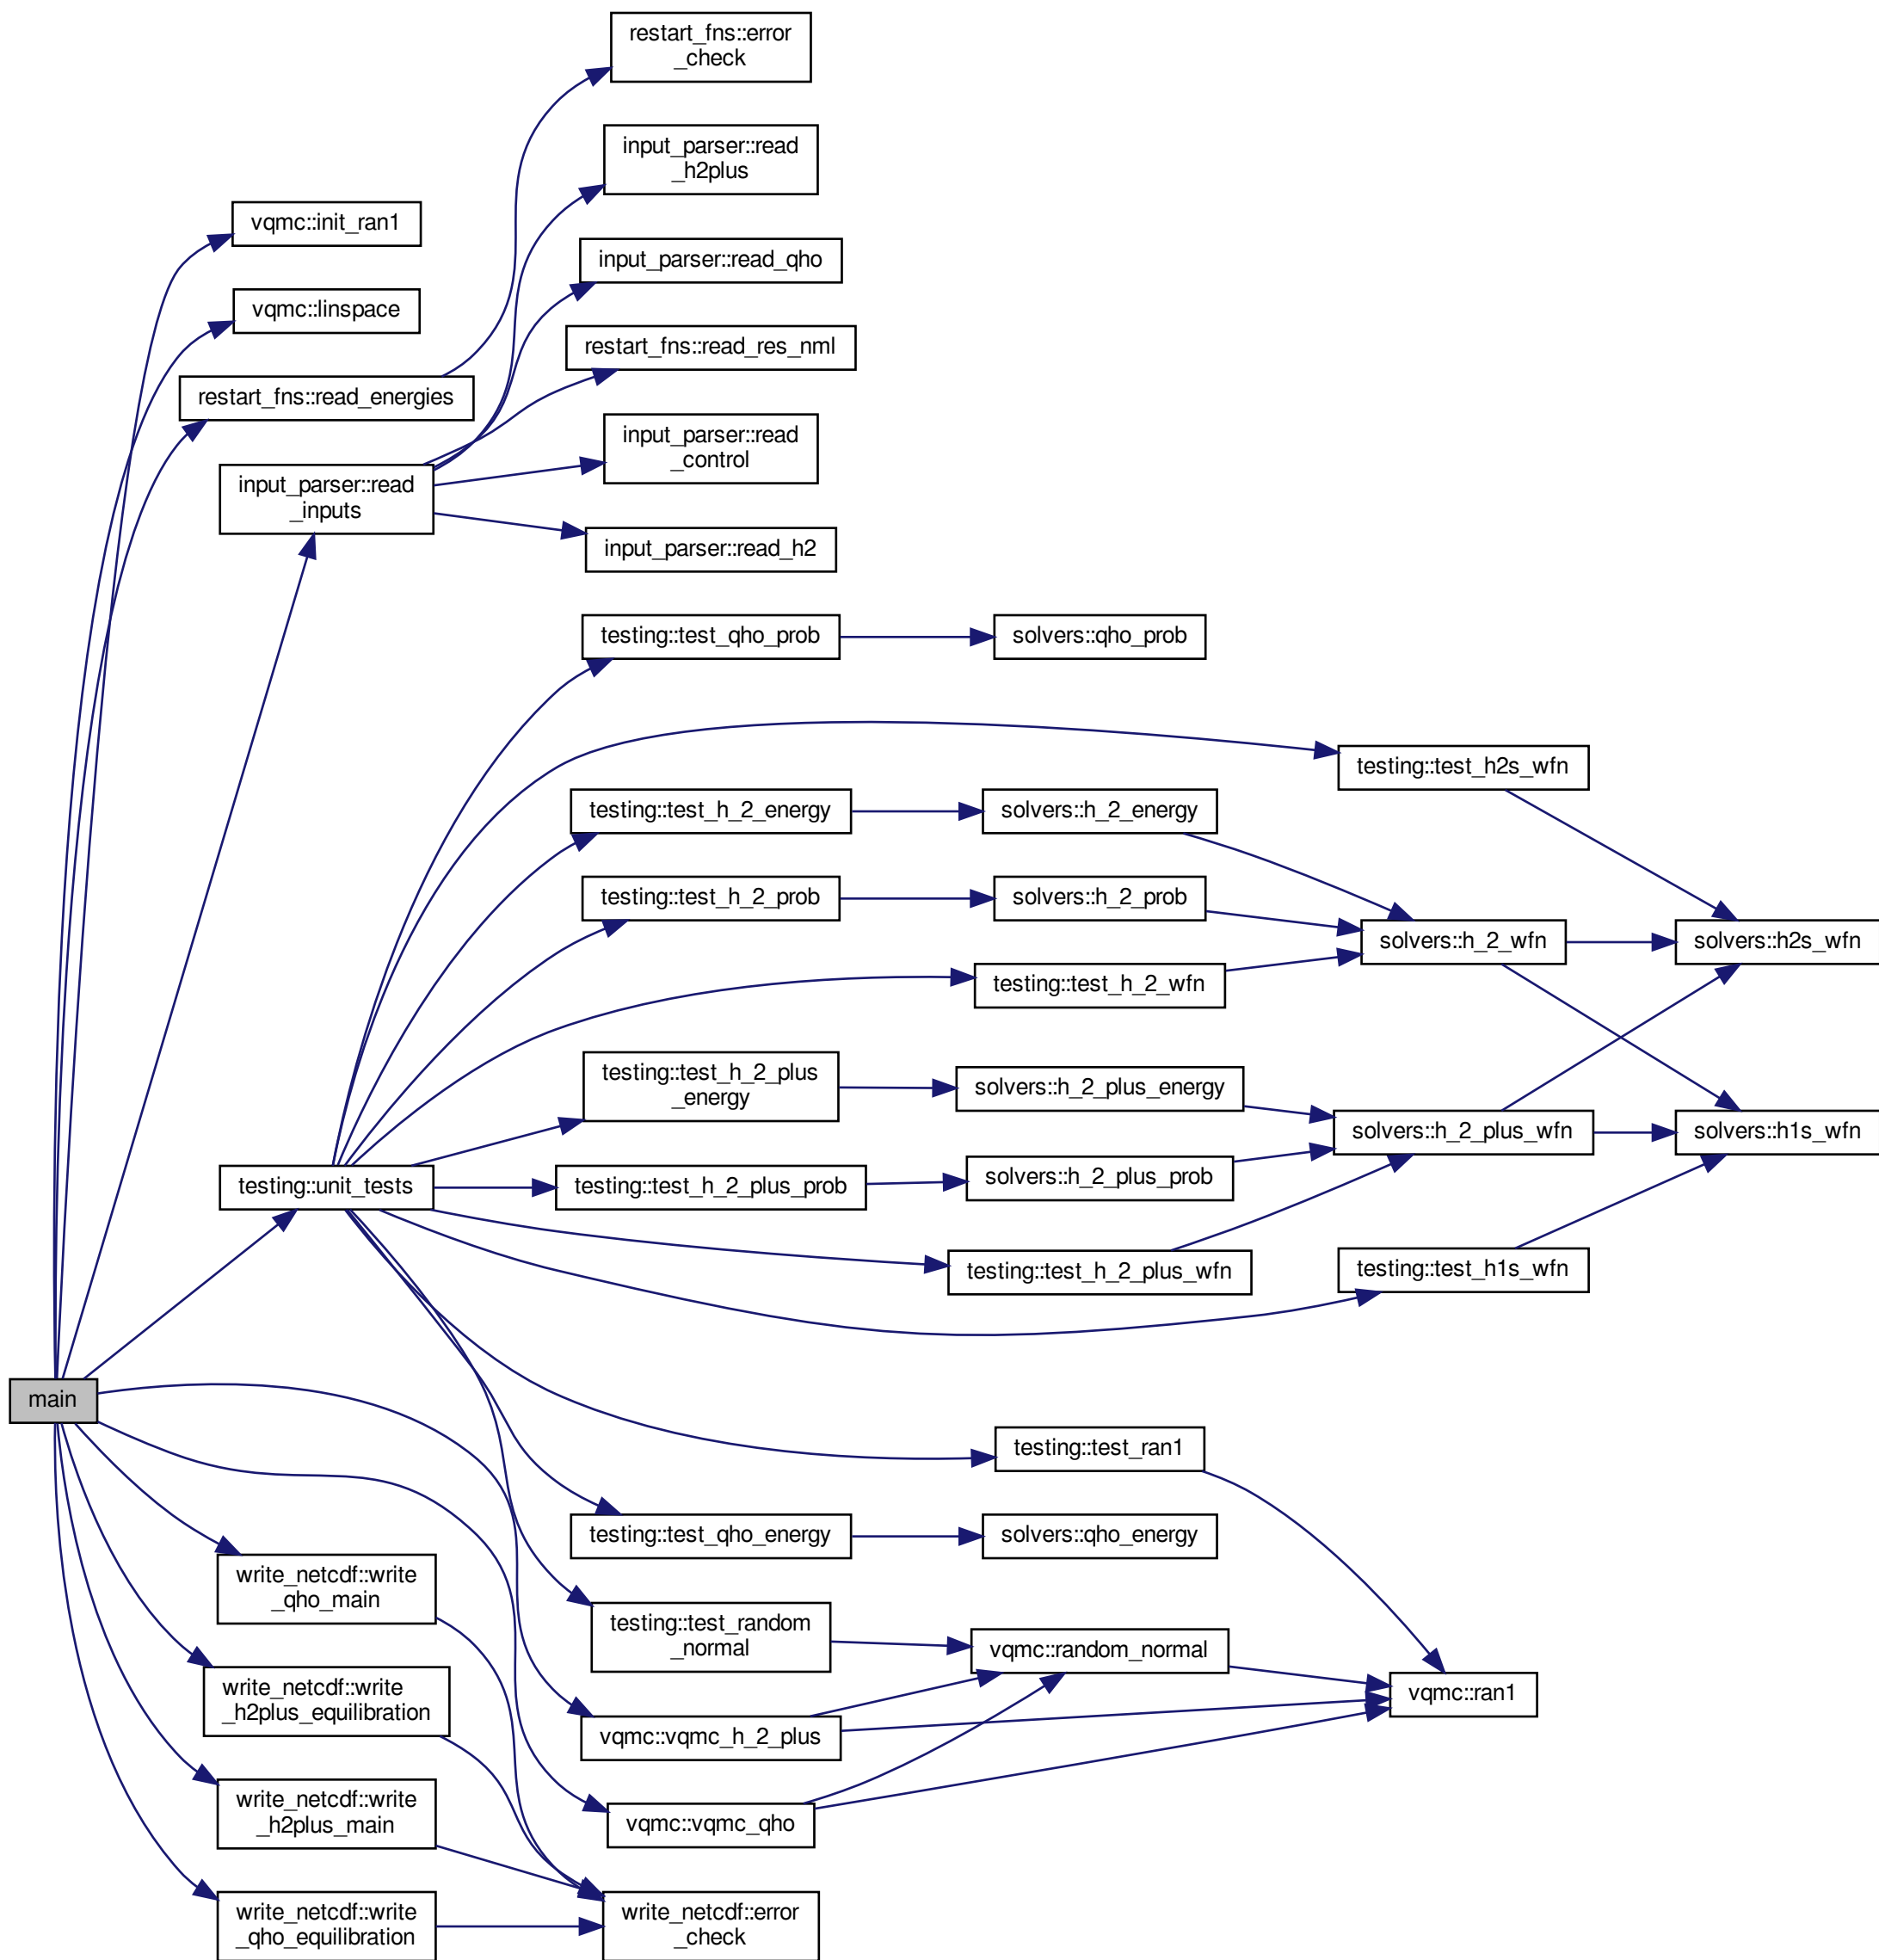 restart_fns::error
_check
input_parser::read
_h2plus
vqmc::init_ran1
input_parser::read_qho
vqmc::linspace
restart_fns::read_res_nml
restart_fns::read_energies
input_parser::read
_control
input_parser::read
_inputs
input_parser::read_h2
testing::test_qho_prob
solvers::qho_prob
testing::test_h2s_wfn
testing::test_h_2_energy
solvers::h_2_energy
testing::test_h_2_prob
solvers::h_2_prob
solvers::h_2_wfn
solvers::h2s_wfn
testing::test_h_2_wfn
testing::test_h_2_plus
_energy
solvers::h_2_plus_energy
solvers::h_2_plus_wfn
solvers::h1s_wfn
testing::unit_tests
testing::test_h_2_plus_prob
solvers::h_2_plus_prob
testing::test_h_2_plus_wfn
testing::test_h1s_wfn
main
testing::test_ran1
testing::test_qho_energy
solvers::qho_energy
write_netcdf::write
_qho_main
testing::test_random
_normal
vqmc::random_normal
write_netcdf::write
_h2plus_equilibration
vqmc::ran1
vqmc::vqmc_h_2_plus
write_netcdf::write
_h2plus_main
vqmc::vqmc_qho
write_netcdf::write
_qho_equilibration
write_netcdf::error
_check